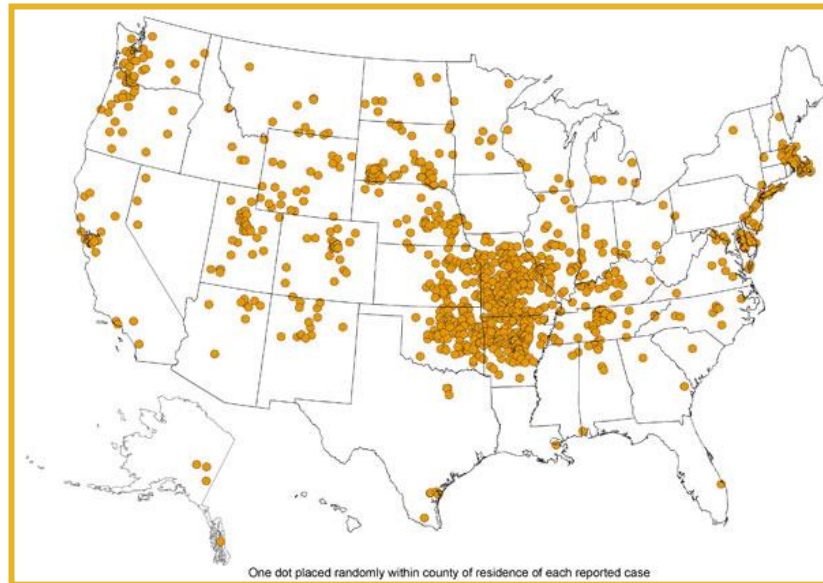 One dot placed randomly within county of residence of each reported case